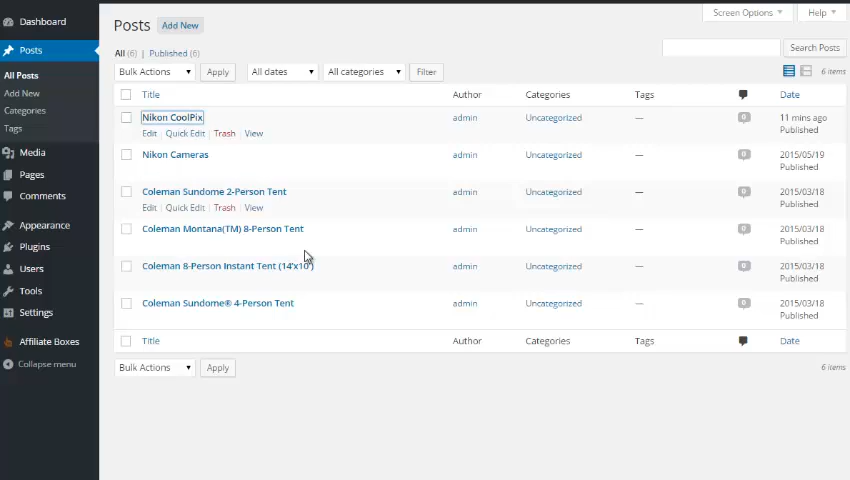 Dashboard
Posts
All Posts
Add New
Categories
Tags
Media
Pages
Comments
Appearance
Plugins
Users
Tools
Settings
Affiliate Boxes
Collapse menu
Screen Options Help
Posts Add New
All (6) | Published (6)
Search Posts
Bulk Actions Apply All dates All categories Filter 6 items
Title Author Categories Tags Date
Nikon CoolPix admin Uncategorized — 0 11 mins ago
Edit | Quick Edit | Trash | View Published
Nikon Cameras admin Uncategorized — 0 2015/05/19
Published
Coleman Sundome 2-Person Tent admin Uncategorized — 0 2015/03/18
Edit | Quick Edit | Trash | View Published
Coleman Montana(TM) 8-Person Tent admin Uncategorized — 0 2015/03/18
Published
Coleman 8-Person Instant Tent (14'x10') admin Uncategorized — 0 2015/03/18
Published
Coleman Sundome® 4-Person Tent admin Uncategorized — 0 2015/03/18
Published
Title Author Categories Tags Date
Bulk Actions Apply 6 items